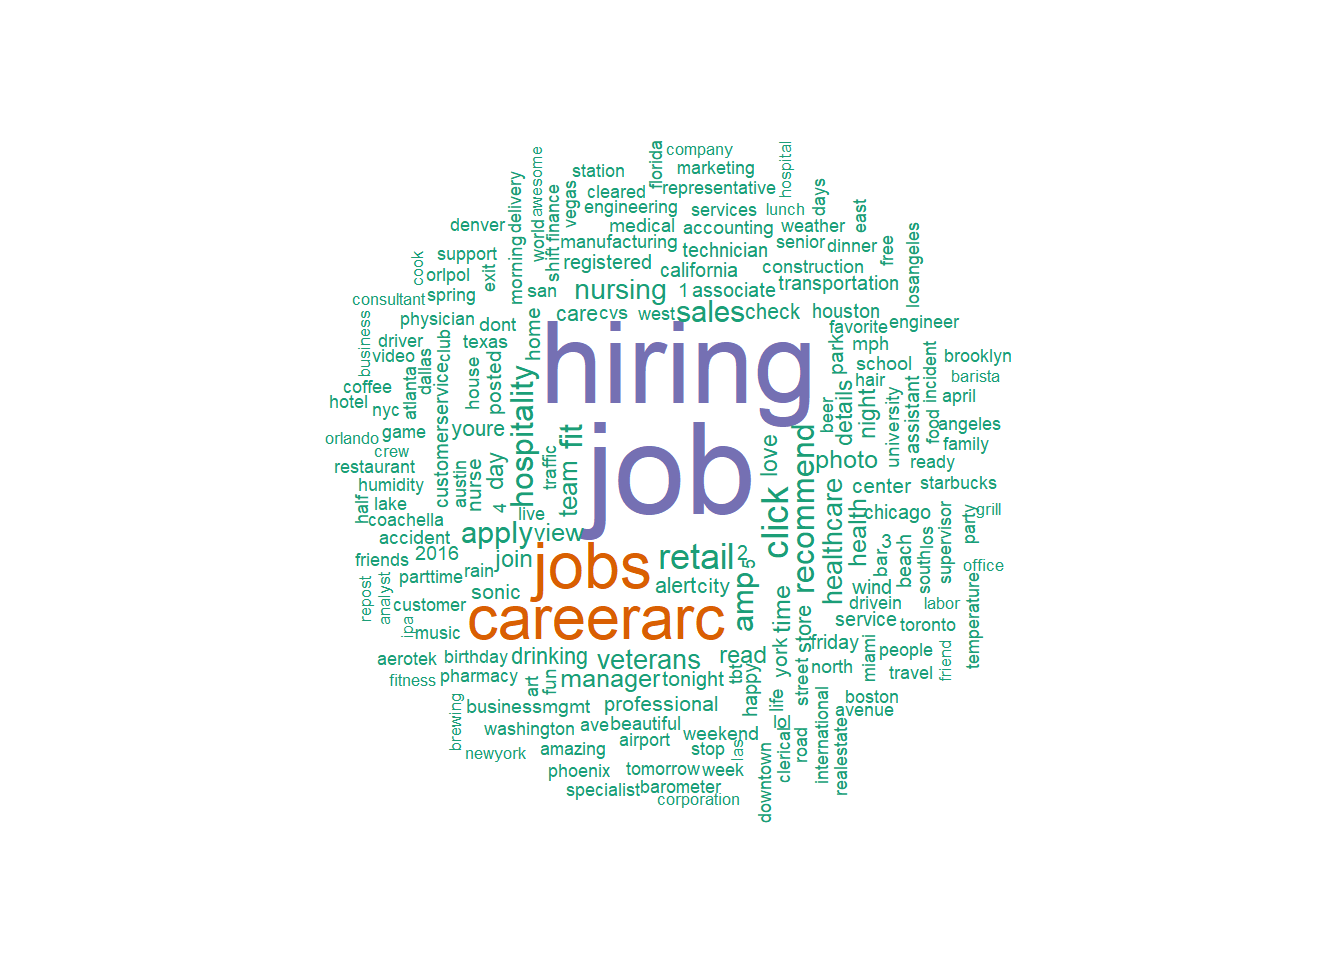 company
hospital
florida
marketing
station
awesome
cleared
representative
days
delivery
vegas
engineering
services
lunch
east
denver
world
finance
medical
accounting
weather
manufacturing
technician
senior
dinner
free
losangeles
cook
support
morning
shift
registered
california
construction
orlpol
exit
san
nursing
1
associate
transportation
consultant
spring
care
cvs
west
sales
check
houston
business
physician
dont
home
hiring
park
favorite
engineer
driver
texas
mph
video
club
school
brooklyn
coffee
atlanta
dallas
house
posted
hair
incident
barista
hotel
nyc
customerservice
hospitality
details
night
university
assistant
food
april
orlando
game
youre
fit
job
beer
angeles
crew
love
recommend
photo
family
restaurant
austin
nurse
day
traffic
team
ready
humidity
click
center
starbucks
half
lake
4
live
healthcare
health
chicago
grill
coachella
apply
view
party
accident
bar
3
beach
south
los
supervisor
friends
2016
join
jobs
retail
2
5
office
parttime
rain
alert
city
amp
wind
temperature
repost
analyst
sonic
careerarc
time
drivein
labor
customer
ipa
store
service
toronto
music
york
friday
miami
people
friend
aerotek
birthday
drinking
veterans
read
tbt
happy
street
north
travel
fitness
pharmacy
art
fun
manager
tonight
life
boston
brewing
businessmgmt
professional
lol
international
avenue
washington
ave
beautiful
weekend
clerical
road
realestate
newyork
amazing
airport
stop
las
downtown
phoenix
tomorrow
week
specialist
barometer
corporation